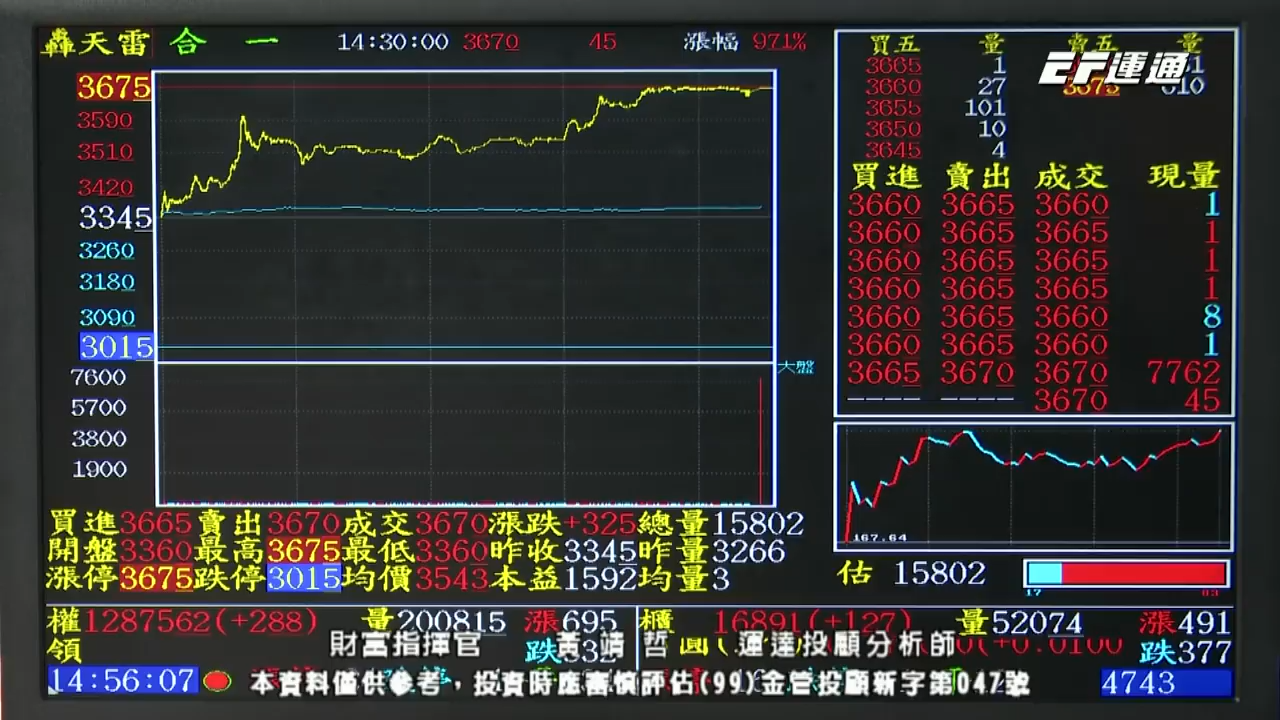 轟天雷 合一 14:30:00 3670 45 漲幅 971%
EF運通
買五 量 賣五 量
3665 1
3660 27 3675 610
3655 101
3650 10
3645 4
買進 賣出 成交 現量
3660 3665 3660 1
3660 3665 3665 1
3660 3665 3665 1
3660 3665 3665 1
3660 3665 3660 8
3660 3665 3660 1
3665 3670 3670 7762
---- ---- 3670 45
3675
3590
3510
3420
3345
3260
3180
3090
3015
大盤
7600
5700
3800
1900
167.64
買進3665賣出3670成交3670漲跌+325總量15802
開盤3360最高3675最低3360昨收3345昨量3266
漲停3675跌停3015均價3543本益1592均量3
估 15802
17 83
權1287562(+288) 量200815 漲695
櫃 16891(+127) 量52074 漲491
領 跌332
跌377
財富指揮官 黃靖哲 運達投顧分析師
14:56:07
本資料僅供參考，投資時應審慎評估(99)金管投顧新字第047號
4743